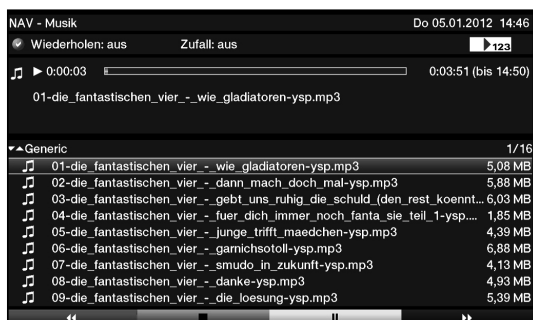 NAV - Musik Do 05.01.2012 14:46
Wiederholen: aus Zufall: aus 123
0:00:03 0:03:51 (bis 14:50)
01-die_fantastischen_vier_-_wie_gladiatoren-ysp.mp3
Generic 1/16
01-die_fantastischen_vier_-_wie_gladiatoren-ysp.mp3 5,08 MB
02-die_fantastischen_vier_-_dann_mach_doch_mal-ysp.mp3 5,88 MB
03-die_fantastischen_vier_-_gebt_uns_ruhig_die_schuld_(den_rest_koennt... 6,03 MB
04-die_fantastischen_vier_-_fuer_dich_immer_noch_fanta_sie_teil_1-ysp.... 1,85 MB
05-die_fantastischen_vier_-_junge_trifft_maedchen-ysp.mp3 4,39 MB
06-die_fantastischen_vier_-_garnichsotoll-ysp.mp3 6,88 MB
07-die_fantastischen_vier_-_smudo_in_zukunft-ysp.mp3 4,13 MB
08-die_fantastischen_vier_-_danke-ysp.mp3 4,93 MB
09-die_fantastischen_vier_-_die_loesung-ysp.mp3 5,39 MB